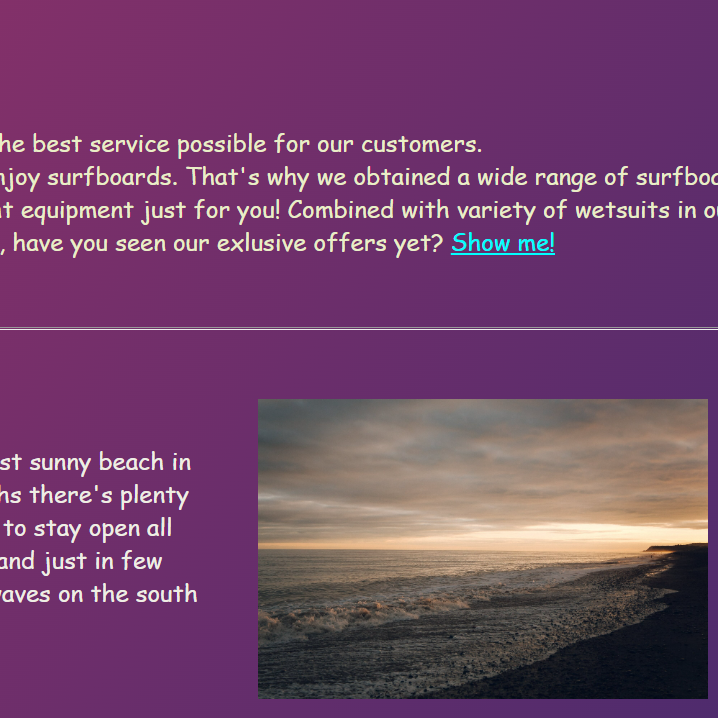 he best service possible for our customers.
njoy surfboards. That's why we obtained a wide range of surfboa
t equipment just for you! Combined with variety of wetsuits in ou
, have you seen our exlusive offers yet? Show me!
st sunny beach in
hs there's plenty
to stay open all
and just in few
waves on the south